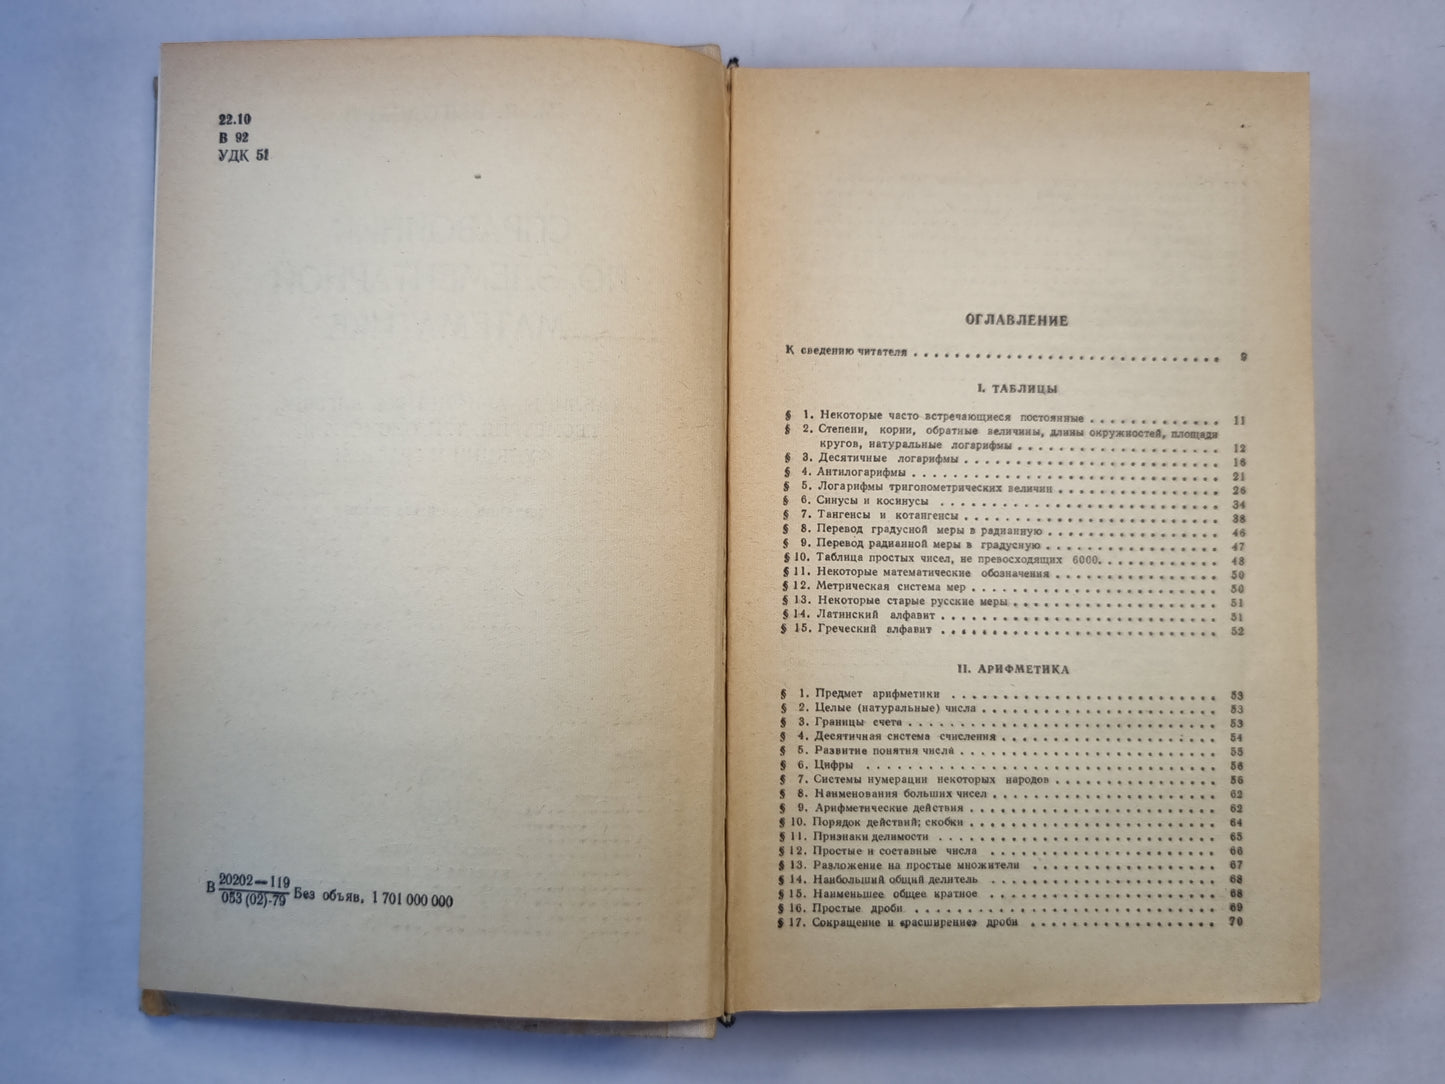 22.10
В 92
УДК 51
СПРАВОЧНИК
ПО ЭЛЕМЕНТАРНОЙ
МАТЕМАТИКЕ
В 20202—119
053 (02)-79 Без объяв. 1 701 000 000
ОГЛАВЛЕНИЕ
К сведению читателя . . . . . 9
I. ТАБЛИЦЫ
§ 1. Некоторые часто встречающиеся постоянные . . . . . 11
§ 2. Степени, корни, обратные величины, длины окружностей, площади
кругов, натуральные логарифмы . . . . . 12
§ 3. Десятичные логарифмы . . . . . 16
§ 4. Антилогарифмы . . . . . 21
§ 5. Логарифмы тригонометрических величин . . . . . 26
§ 6. Синусы и косинусы . . . . . 34
§ 7. Тангенсы и котангенсы . . . . . 38
§ 8. Перевод градусной меры в радианную . . . . . 46
§ 9. Перевод радианной меры в градусную . . . . . 47
§ 10. Таблица простых чисел, не превосходящих 6000. . . . . . 48
§ 11. Некоторые математические обозначения . . . . . 50
§ 12. Метрическая система мер . . . . . 50
§ 13. Некоторые старые русские меры . . . . . 51
§ 14. Латинский алфавит . . . . . 51
§ 15. Греческий алфавит . . . . . 52
II. АРИФМЕТИКА
§ 1. Предмет арифметики . . . . . 53
§ 2. Целые (натуральные) числа . . . . . 53
§ 3. Границы счета . . . . . 53
§ 4. Десятичная система счисления . . . . . 54
§ 5. Развитие понятия числа . . . . . 55
§ 6. Цифры . . . . . 56
§ 7. Системы нумерации некоторых народов . . . . . 56
§ 8. Наименования больших чисел . . . . . 62
§ 9. Арифметические действия . . . . . 62
§ 10. Порядок действий; скобки . . . . . 64
§ 11. Признаки делимости . . . . . 65
§ 12. Простые и составные числа . . . . . 66
§ 13. Разложение на простые множители . . . . . 67
§ 14. Наибольший общий делитель . . . . . 68
§ 15. Наименьшее общее кратное . . . . . 68
§ 16. Простые дроби . . . . . 69
§ 17. Сокращение и «расширение» дроби . . . . . 70